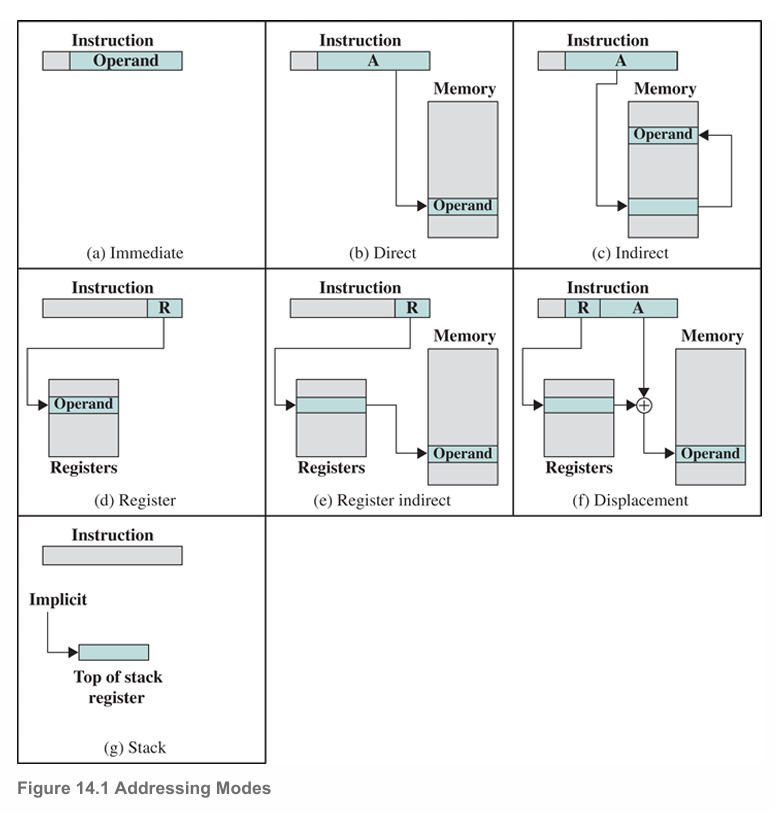 Instruction
Operand
(a) Immediate
Instruction
A
Memory
Operand
(b) Direct
Instruction
A
Memory
Operand
(c) Indirect
Instruction
R
Operand
Registers
(d) Register
Instruction
R
Memory
Operand
Registers
(e) Register indirect
Instruction
R A
Memory
+
Operand
Registers
(f) Displacement
Instruction
Implicit
Top of stack
register
(g) Stack
Figure 14.1 Addressing Modes